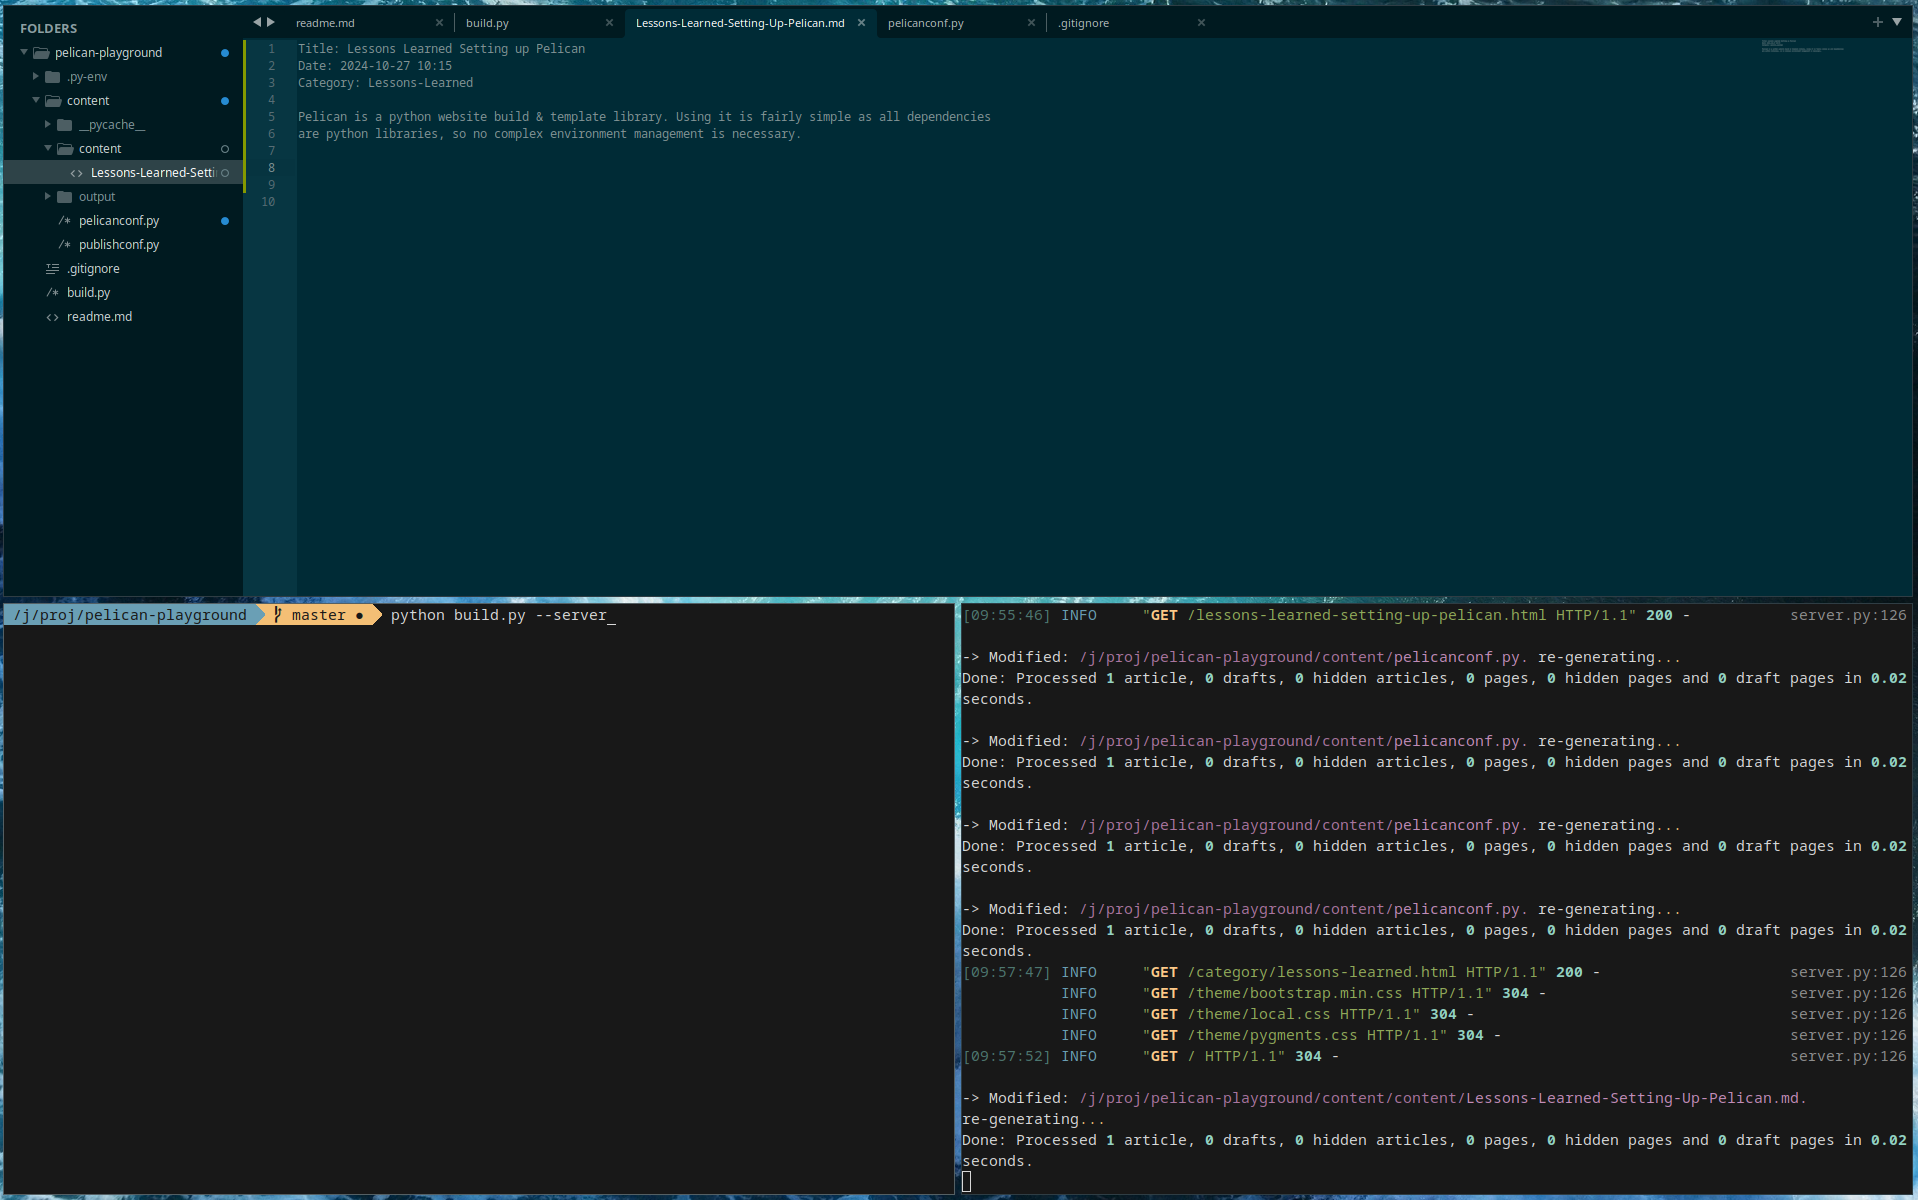 FOLDERS
pelican-playground
.py-env
content
__pycache__
content
Lessons-Learned-Setti
output
/* pelicanconf.py
/* publishconf.py
.gitignore
/* build.py
<> readme.md
readme.md
build.py
Lessons-Learned-Setting-Up-Pelican.md
pelicanconf.py
.gitignore
1 Title: Lessons Learned Setting up Pelican
2 Date: 2024-10-27 10:15
3 Category: Lessons-Learned
4
5 Pelican is a python website build & template library. Using it is fairly simple as all dependencies
6 are python libraries, so no complex environment management is necessary.
7
8
9
10
/j/proj/pelican-playground master ● python build.py --server_
[09:55:46] INFO "GET /lessons-learned-setting-up-pelican.html HTTP/1.1" 200 - server.py:126
-> Modified: /j/proj/pelican-playground/content/pelicanconf.py. re-generating...
Done: Processed 1 article, 0 drafts, 0 hidden articles, 0 pages, 0 hidden pages and 0 draft pages in 0.02
seconds.
-> Modified: /j/proj/pelican-playground/content/pelicanconf.py. re-generating...
Done: Processed 1 article, 0 drafts, 0 hidden articles, 0 pages, 0 hidden pages and 0 draft pages in 0.02
seconds.
-> Modified: /j/proj/pelican-playground/content/pelicanconf.py. re-generating...
Done: Processed 1 article, 0 drafts, 0 hidden articles, 0 pages, 0 hidden pages and 0 draft pages in 0.02
seconds.
-> Modified: /j/proj/pelican-playground/content/pelicanconf.py. re-generating...
Done: Processed 1 article, 0 drafts, 0 hidden articles, 0 pages, 0 hidden pages and 0 draft pages in 0.02
seconds.
[09:57:47] INFO "GET /category/lessons-learned.html HTTP/1.1" 200 - server.py:126
INFO "GET /theme/bootstrap.min.css HTTP/1.1" 304 - server.py:126
INFO "GET /theme/local.css HTTP/1.1" 304 - server.py:126
INFO "GET /theme/pygments.css HTTP/1.1" 304 - server.py:126
[09:57:52] INFO "GET / HTTP/1.1" 304 - server.py:126
-> Modified: /j/proj/pelican-playground/content/content/Lessons-Learned-Setting-Up-Pelican.md.
re-generating...
Done: Processed 1 article, 0 drafts, 0 hidden articles, 0 pages, 0 hidden pages and 0 draft pages in 0.02
seconds.